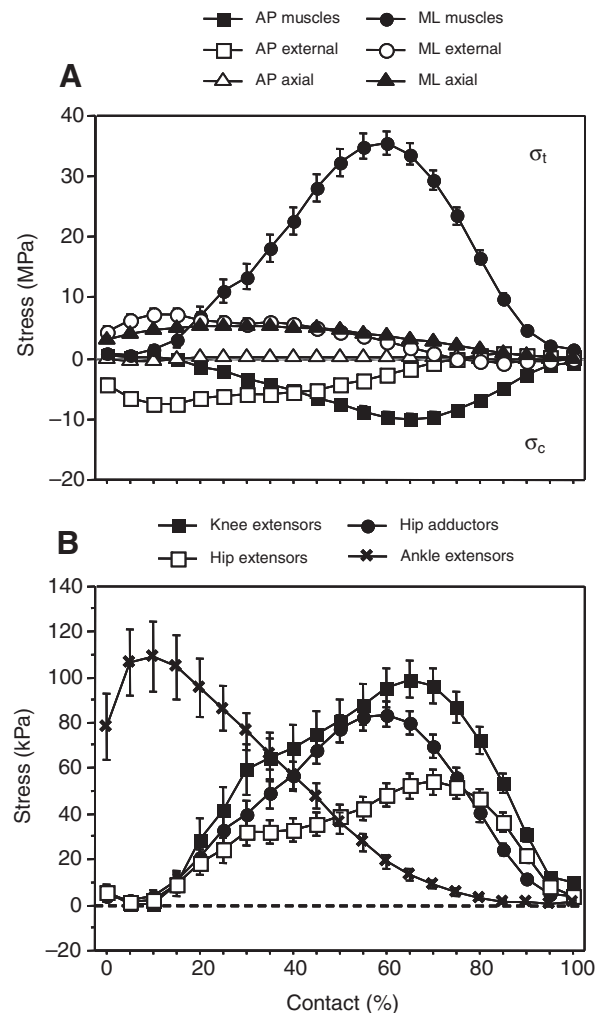 AP muscles ML muscles
AP external ML external
AP axial ML axial
A
40
30
20
10
0
–10
–20
Stress (MPa)
σt
σc
B
Knee extensors Hip adductors
Hip extensors Ankle extensors
140
120
100
80
60
40
20
0
–20
Stress (kPa)
0 20 40 60 80 100
Contact (%)